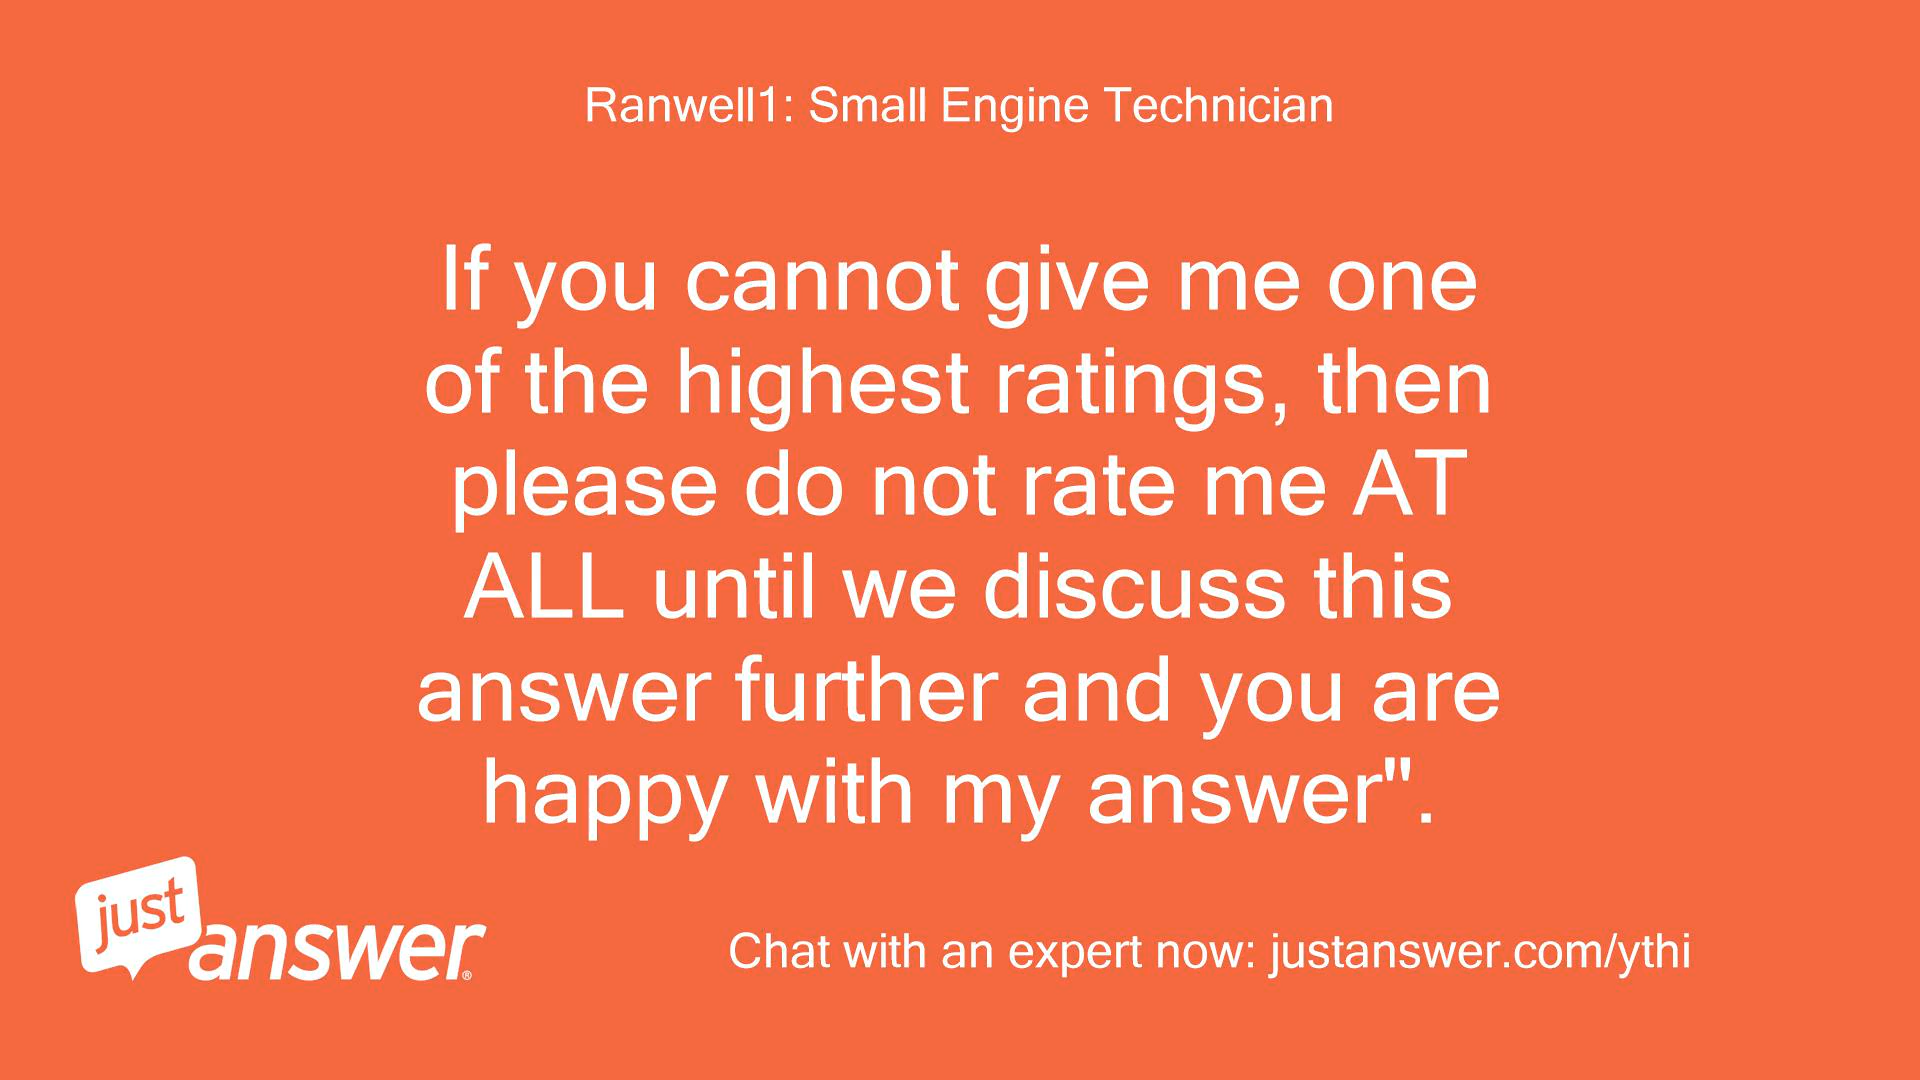 Ranwell1: Small Engine Technician
If you cannot give me one
of the highest ratings, then
please do not rate me AT
ALL until we discuss this
answer further and you are
happy with my answer".
just
answer®
Chat with an expert now: justanswer.com/ythi